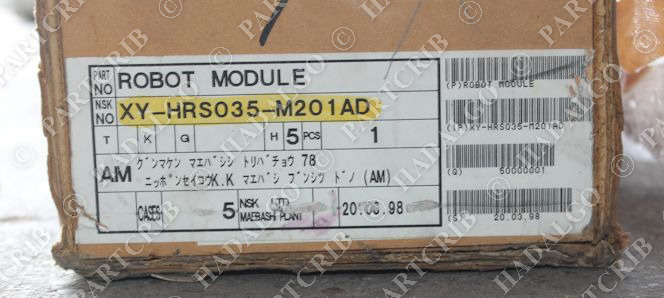 PART NO ROBOT MODULE
NSK NO XY-HRS035-M201AD
T K G H 5 PCS 1
AM グンマケン マエバシシ トリバチョウ 78
ニッポンセイコウK.K マエバシ ブンシツ ドノ (AM)
CASES 5 NSK LTD 20.03.98
MAEBASH PLANT
(P)ROBOT MODULE
(P)XY-HRS035-M201AD
(Q) 50000001
(S) 20.03.98
© HADALGO PARTCRIB